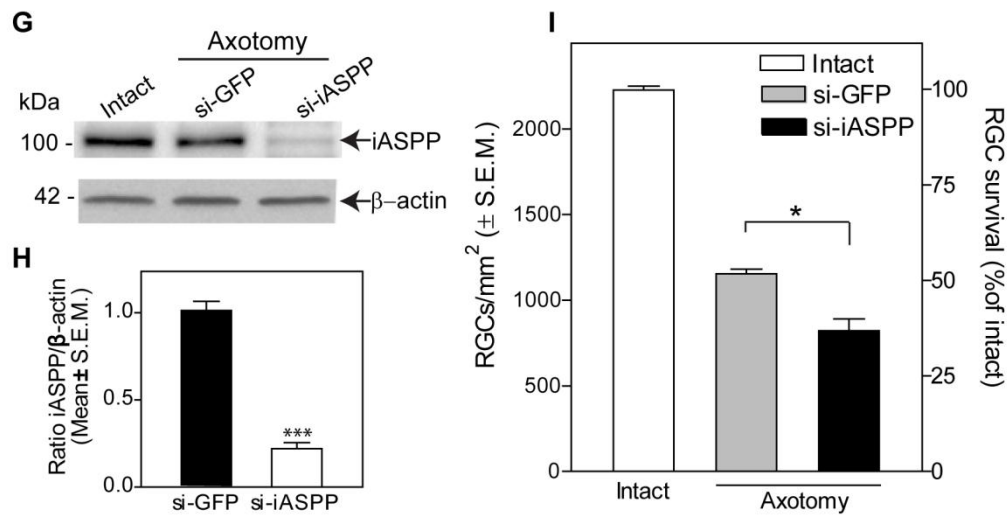 G
Axotomy
Intact
si-GFP
si-iASPP
kDa
100 -
iASPP
42 -
β–actin
H
Ratio iASPP/β-actin
(Mean± S.E.M.)
1.0
0.5
0.0
***
si-GFP si-iASPP
I
Intact
si-GFP
si-iASPP
RGCs/mm² (± S.E.M.)
2000
1500
1000
500
0
*
RGC survival (%of intact)
100
75
50
25
0
Intact
Axotomy